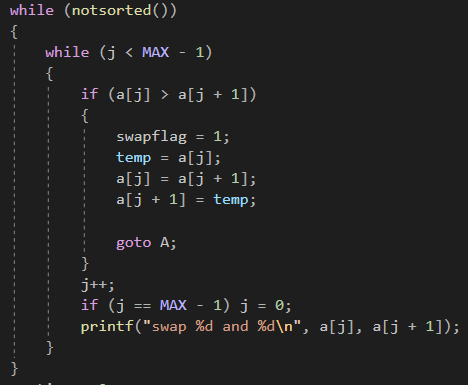 while (notsorted())
{
while (j < MAX - 1)
{
if (a[j] > a[j + 1])
{
swapflag = 1;
temp = a[j];
a[j] = a[j + 1];
a[j + 1] = temp;
goto A;
}
j++;
if (j == MAX - 1) j = 0;
printf("swap %d and %d\n", a[j], a[j + 1]);
}
}